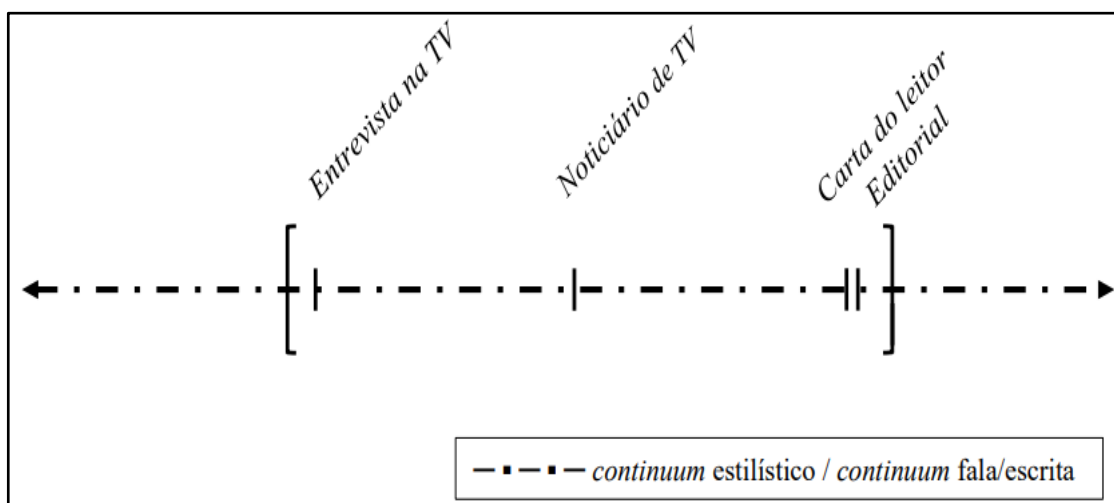 Entrevista na TV
Noticiário de TV
Carta do leitor
Editorial
continuum estilístico / continuum fala/escrita